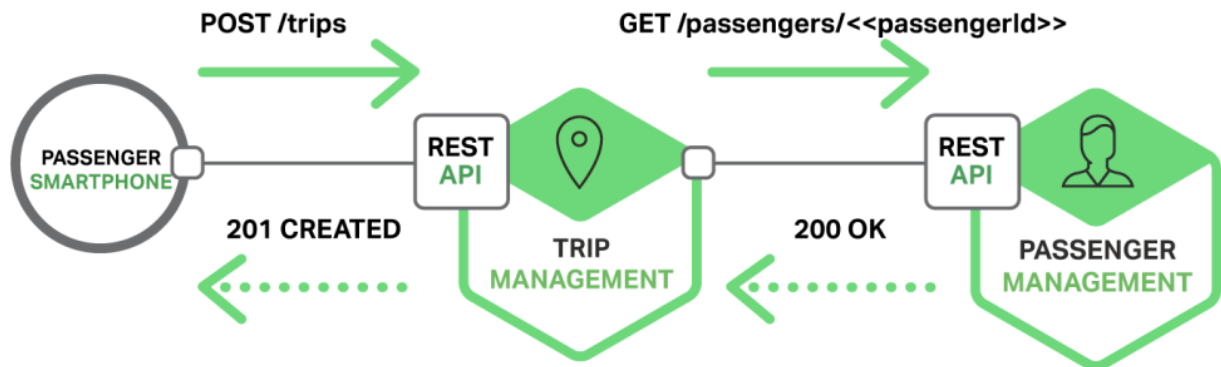 POST /trips
GET /passengers/<<passengerId>>
PASSENGER
SMARTPHONE
REST
API
REST
API
201 CREATED
TRIP
MANAGEMENT
200 OK
PASSENGER
MANAGEMENT